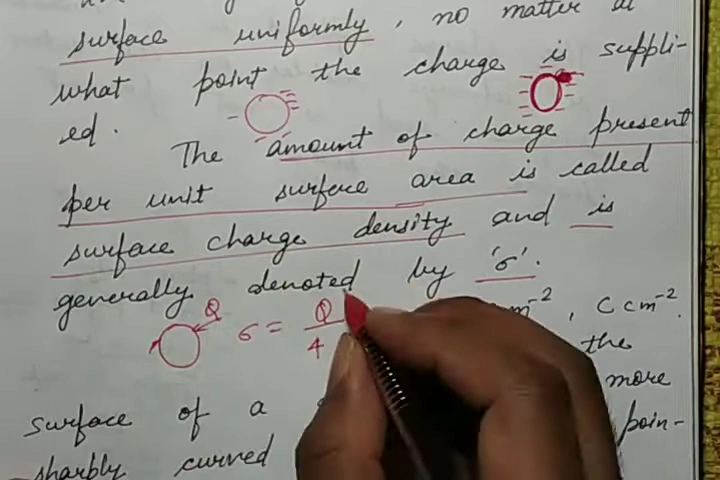 surface uniformly, no matter at
what point the charge is suppli-
ed.
The amount of charge present
per unit surface area is called
surface charge density and is
generally denoted by 'σ'.
Q
σ = Q
4
m⁻², C cm⁻².
the
surface of a more
sharply curved poin-